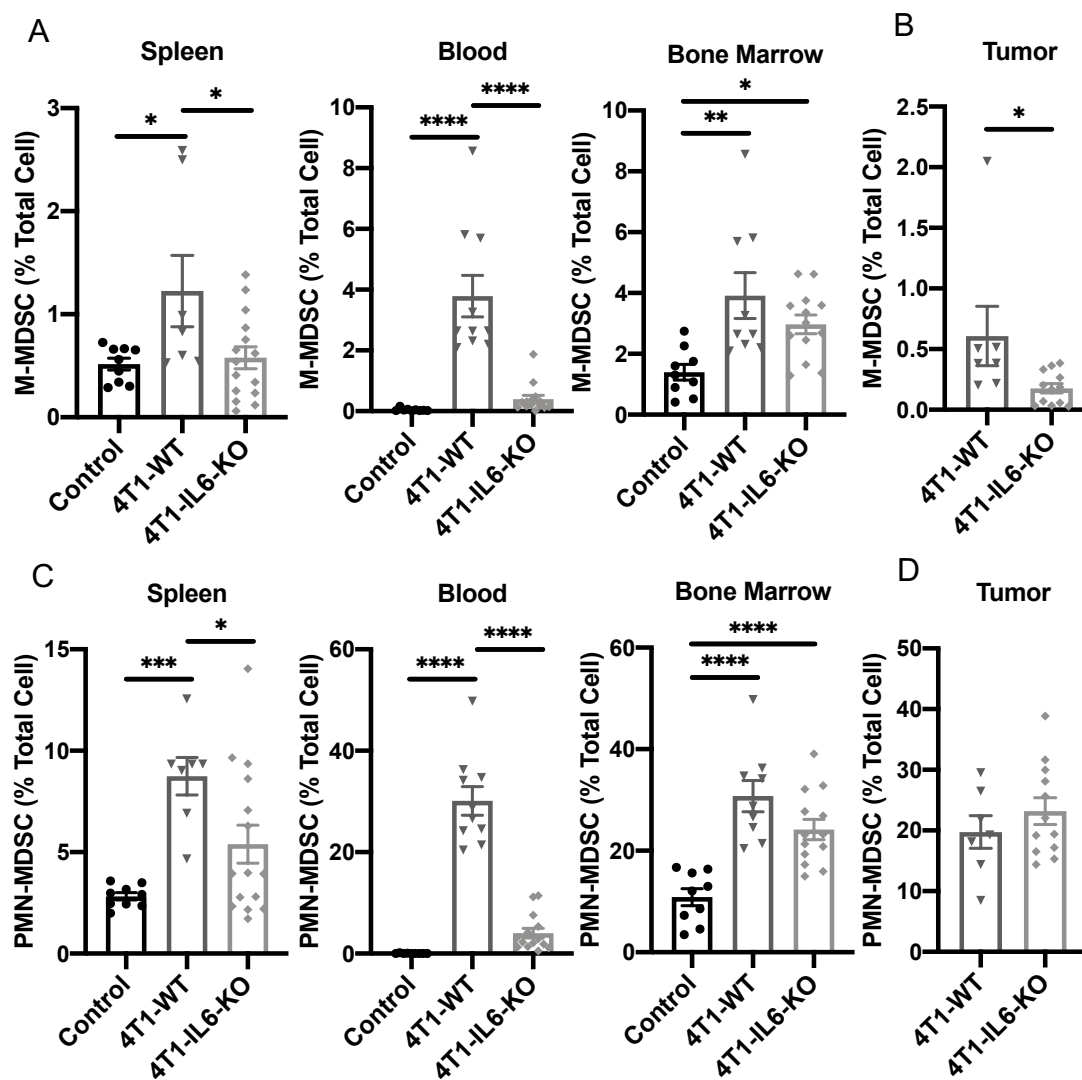 A
Spleen
M-MDSC (% Total Cell)
3
2
1
0
* *
Control
4T1-WT
4T1-IL6-KO
Blood
M-MDSC (% Total Cell)
10
8
6
4
2
0
**** ****
Control
4T1-WT
4T1-IL6-KO
Bone Marrow
M-MDSC (% Total Cell)
10
8
6
4
2
0
*
**
Control
4T1-WT
4T1-IL6-KO
B
Tumor
M-MDSC (% Total Cell)
2.5
2.0
1.5
1.0
0.5
0.0
*
4T1-WT
4T1-IL6-KO
C
Spleen
PMN-MDSC (% Total Cell)
15
10
5
0
*** *
Control
4T1-WT
4T1-IL6-KO
Blood
PMN-MDSC (% Total Cell)
60
40
20
0
**** ****
Control
4T1-WT
4T1-IL6-KO
Bone Marrow
PMN-MDSC (% Total Cell)
60
40
20
0
****
****
Control
4T1-WT
4T1-IL6-KO
D
Tumor
PMN-MDSC (% Total Cell)
50
40
30
20
10
0
4T1-WT
4T1-IL6-KO